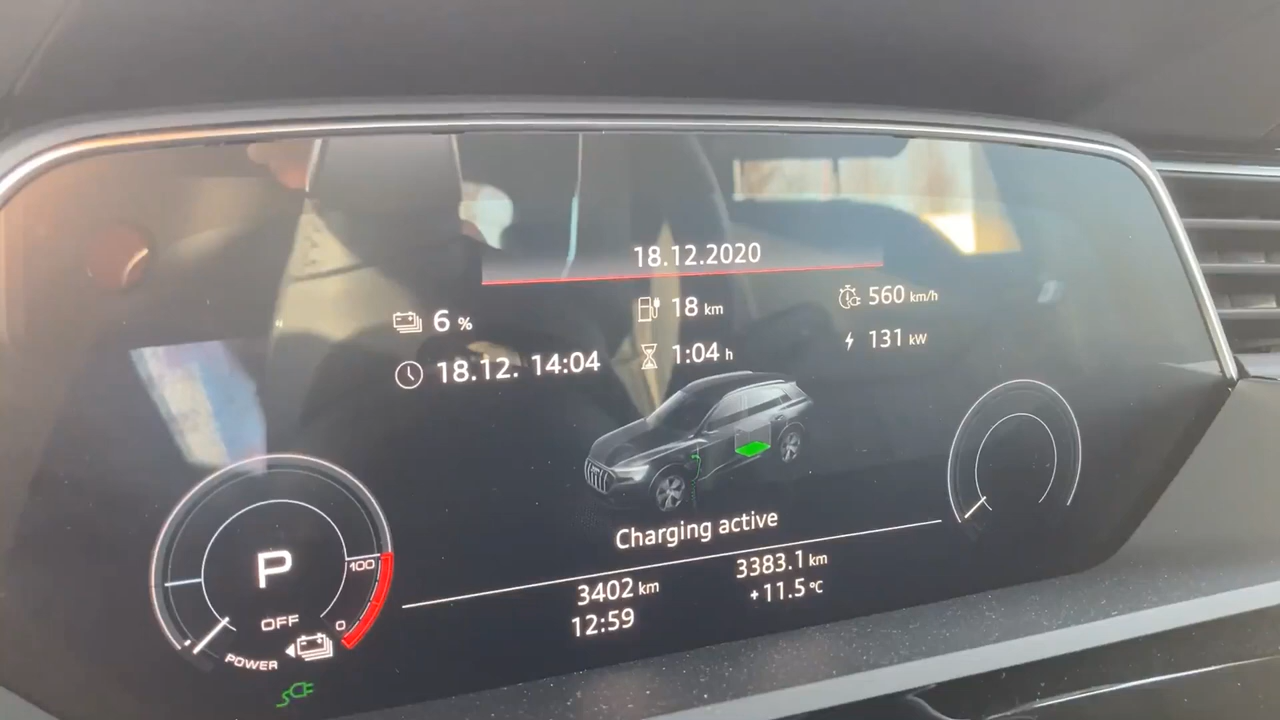 18.12.2020
6 %
18 km
560 km/h
18.12. 14:04
1:04 h
131 kW
Charging active
P
100
OFF
0
POWER
3402 km
3383.1 km
12:59
+11.5 °C